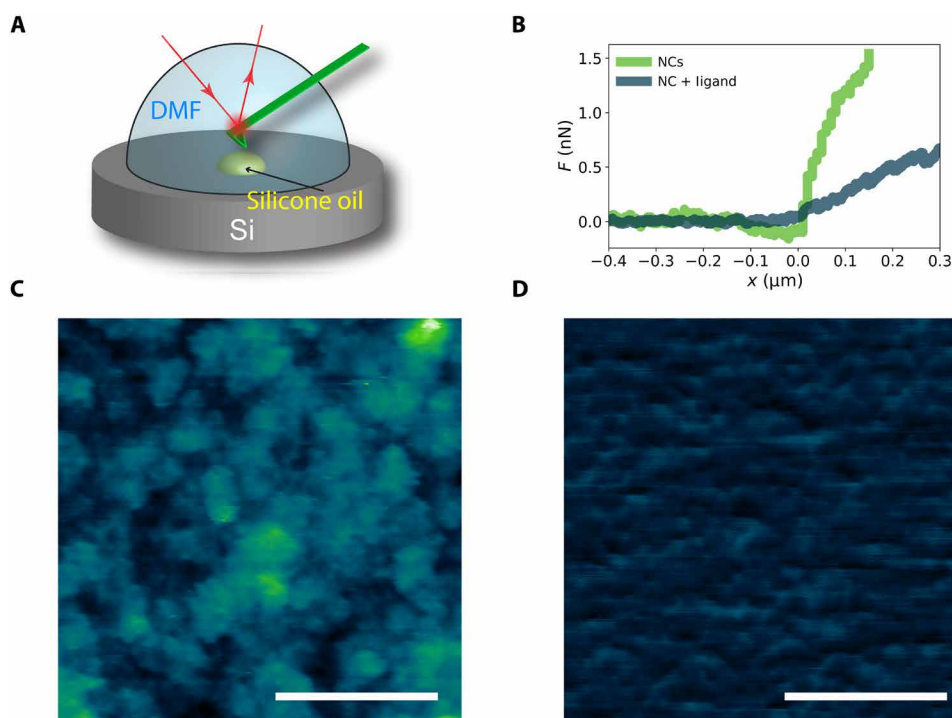 A
DMF
Silicone oil
Si
B
NCs
NC + ligand
F (nN)
1.5
1.0
0.5
0.0
−0.4 −0.3 −0.2 −0.1 0.0 0.1 0.2 0.3
x (μm)
C
D